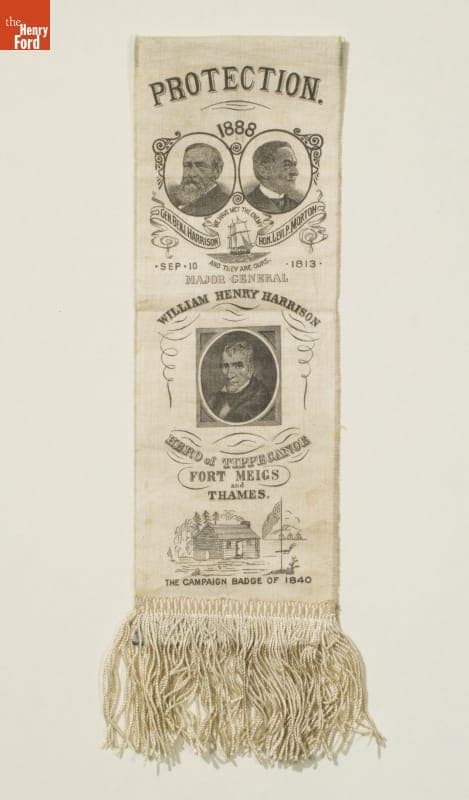 the
Henry
Ford
PROTECTION.
1888
GEN. BENJ. HARRISON
HON. LEVI P. MORTON
WE HAVE MET THE ENEMY
AND THEY ARE OURS.
·SEP·10 ·1813·
MAJOR GENERAL
WILLIAM HENRY HARRISON
HERO of TIPPECANOE
FORT MEIGS
and
THAMES.
THE CAMPAIGN BADGE OF 1840